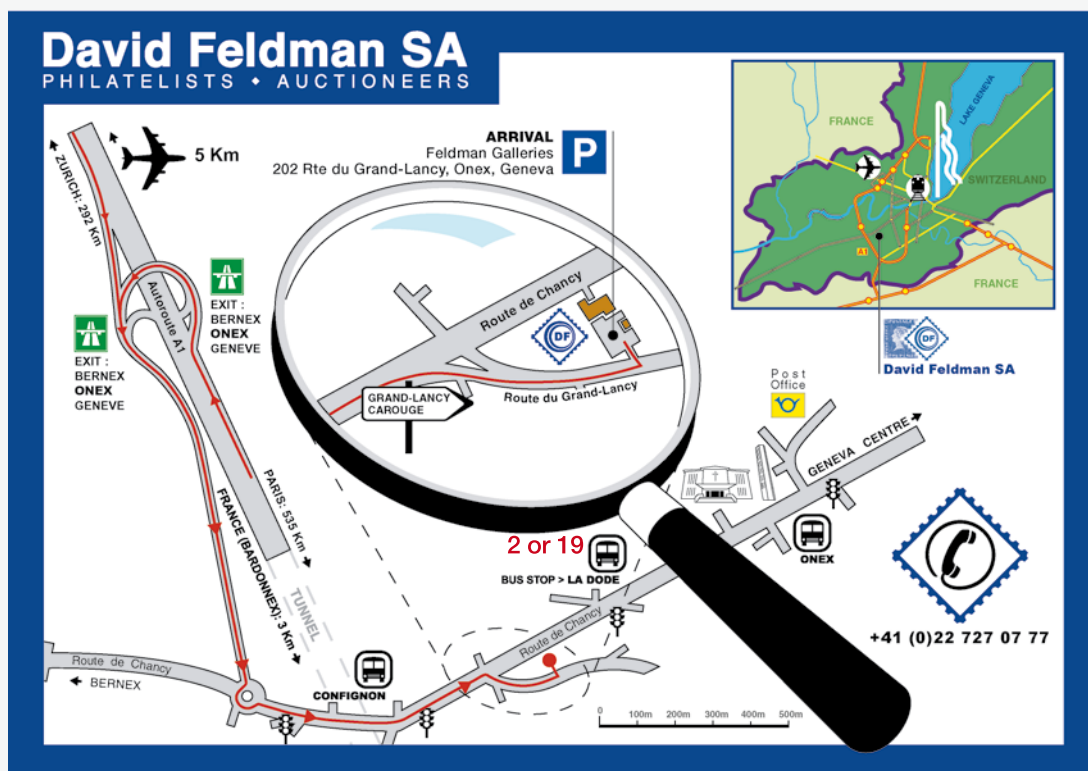 David Feldman SA
PHILATELISTS • AUCTIONEERS
5 Km
ZURICH: 292 Km
ARRIVAL
Feldman Galleries
202 Rte du Grand-Lancy, Onex, Geneva
P
FRANCE
LAKE GENEVA
SWITZERLAND
A1
FRANCE
DF
David Feldman SA
EXIT :
BERNEX
ONEX
GENEVE
EXIT :
BERNEX
ONEX
GENEVE
Autoroute A1
Route de Chancy
DF
Route du Grand-Lancy
GRAND-LANCY
CAROUGE
Post
Office
GENEVA CENTRE
PARIS: 535 Km
FRANCE (BARDONNEX): 3 Km
TUNNEL
2 or 19
BUS STOP > LA DODE
ONEX
+41 (0)22 727 07 77
Route de Chancy
Route de Chancy
BERNEX
CONFIGNON
0 100m 200m 300m 400m 500m